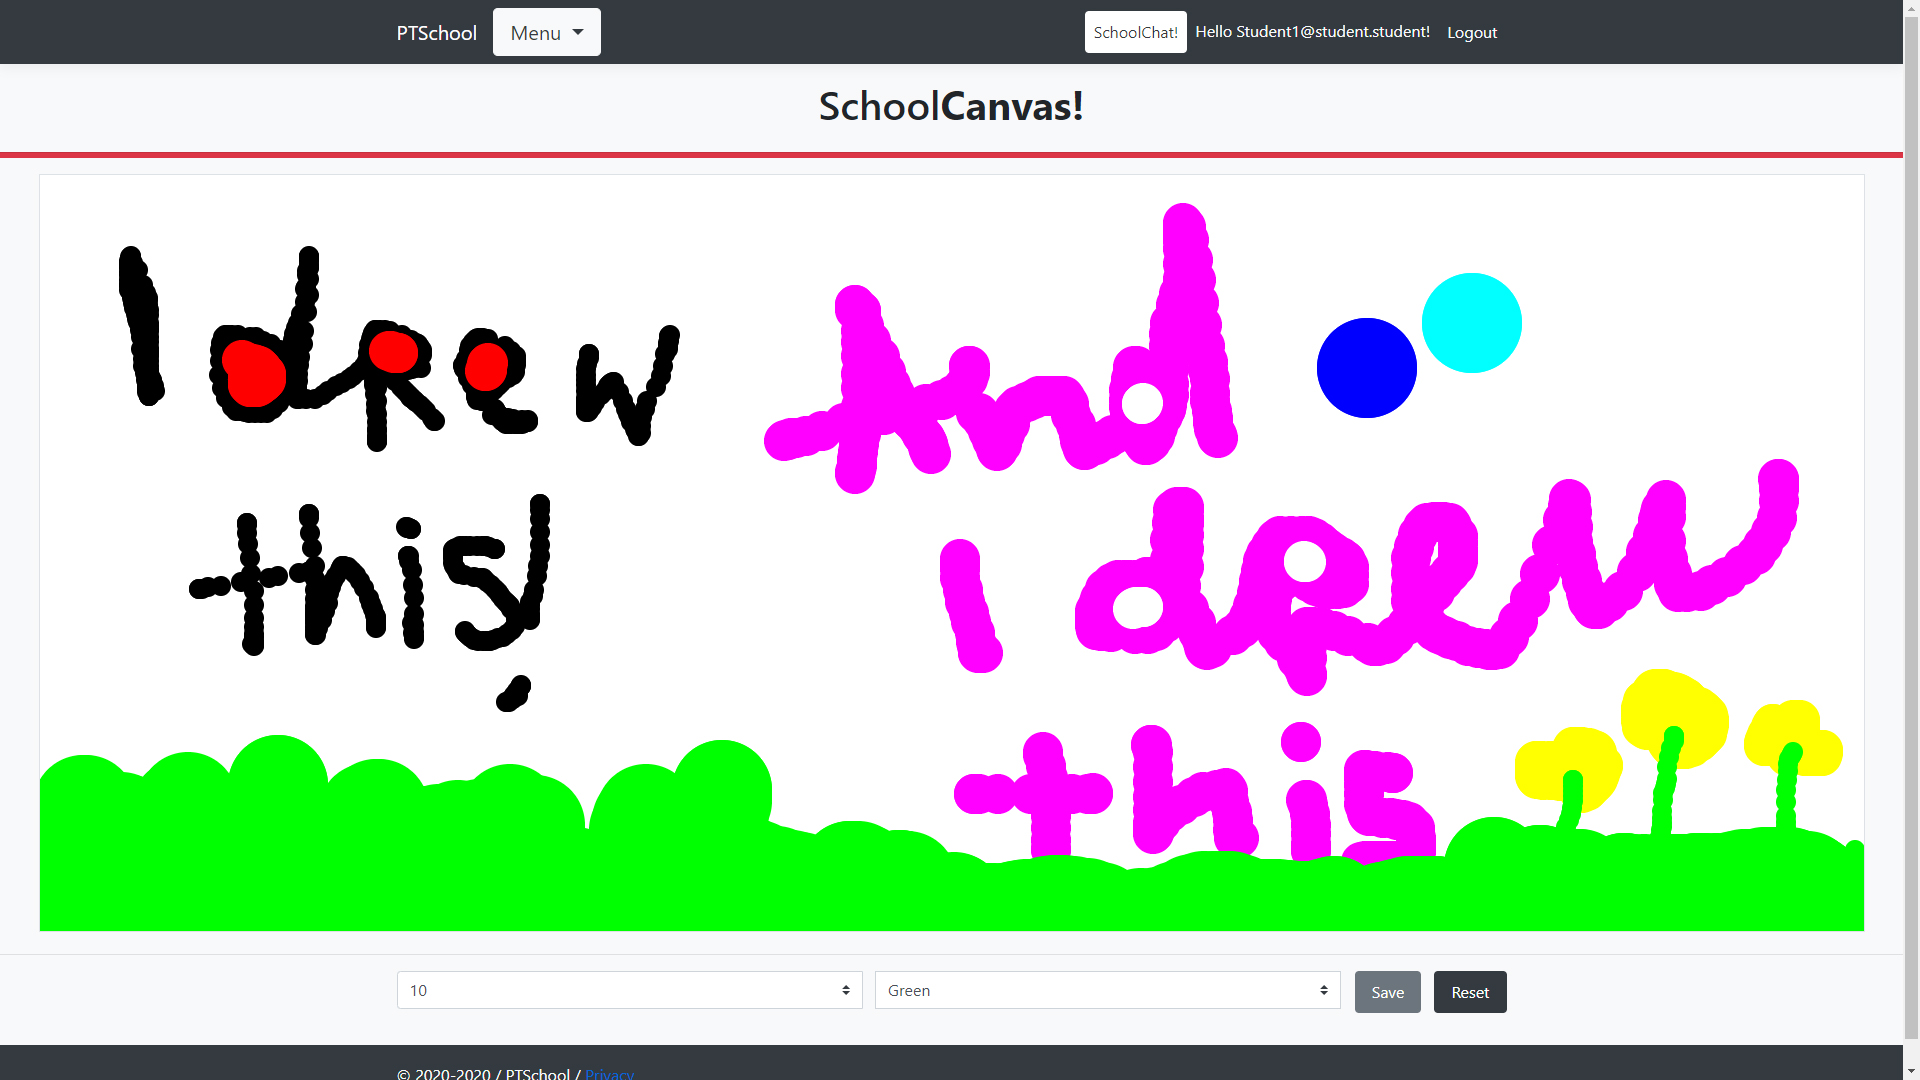 PTSchool Menu SchoolChat! Hello Student1@student.student! Logout
SchoolCanvas!
I drew
this!
And
I drew
this
10 Green Save Reset
© 2020-2020 / PTSchool / Privacy